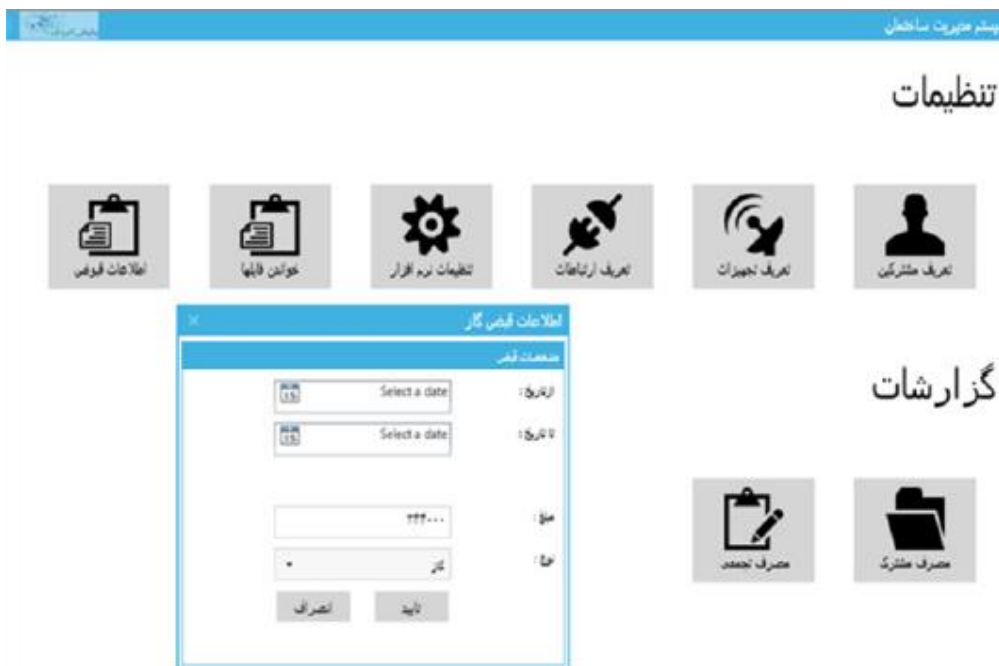 سیستم مدیریت ساختمان
تنظیمات
تعریف مشترکین
تعریف تجهیزات
تعریف ارتباطات
تنظیمات نرم افزار
خواندن فایلها
اطلاعات قبوض
اطلاعات قبض گاز
مشخصات قبض
از تاریخ :
Select a date
15
تا تاریخ :
Select a date
15
مبلغ :
نوع :
گاز
تایید
انصراف
گزارشات
مصرف مشترک
مصرف تجمعی